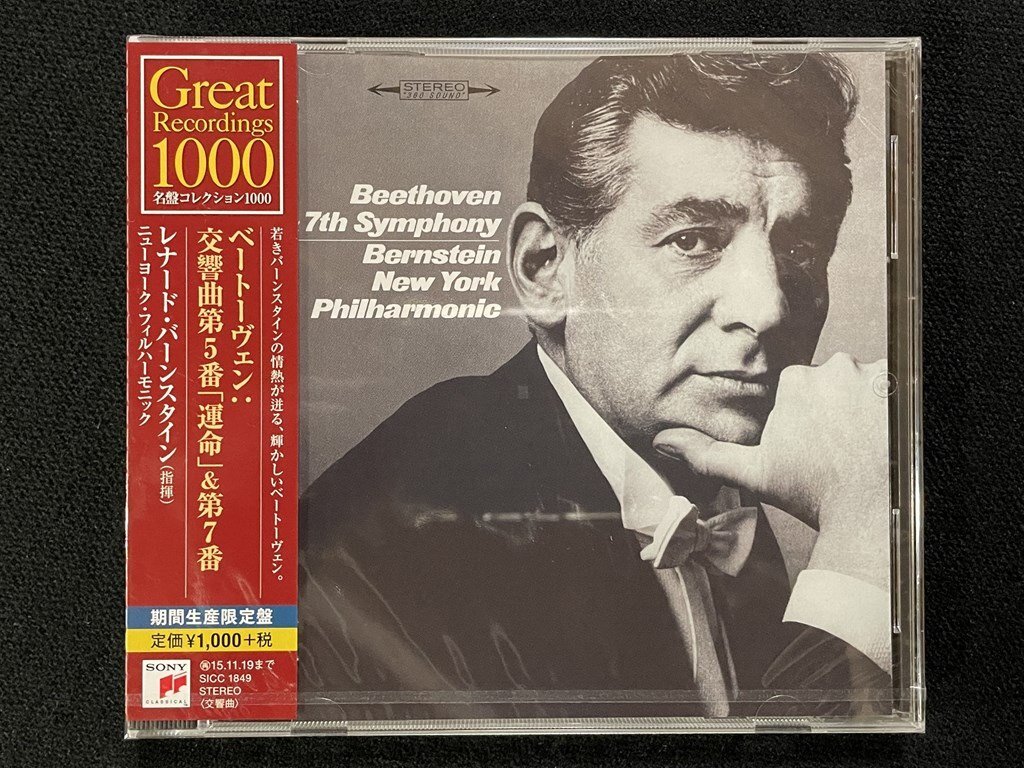 Great
Recordings
1000
名盤コレクション1000
若きバーンスタインの情熱が迸る、輝かしいベートーヴェン。
ベートーヴェン:
交響曲第5番「運命」&第7番
レナード・バーンスタイン(指揮)
ニューヨーク・フィルハーモニック
期間生産限定盤
定価¥1,000+税
SONY
CLASSICAL
㋐15.11.19まで
SICC 1849
STEREO
〈交響曲〉
STEREO
"360 SOUND"
Beethoven
7th Symphony
Bernstein
New York
Philharmonic